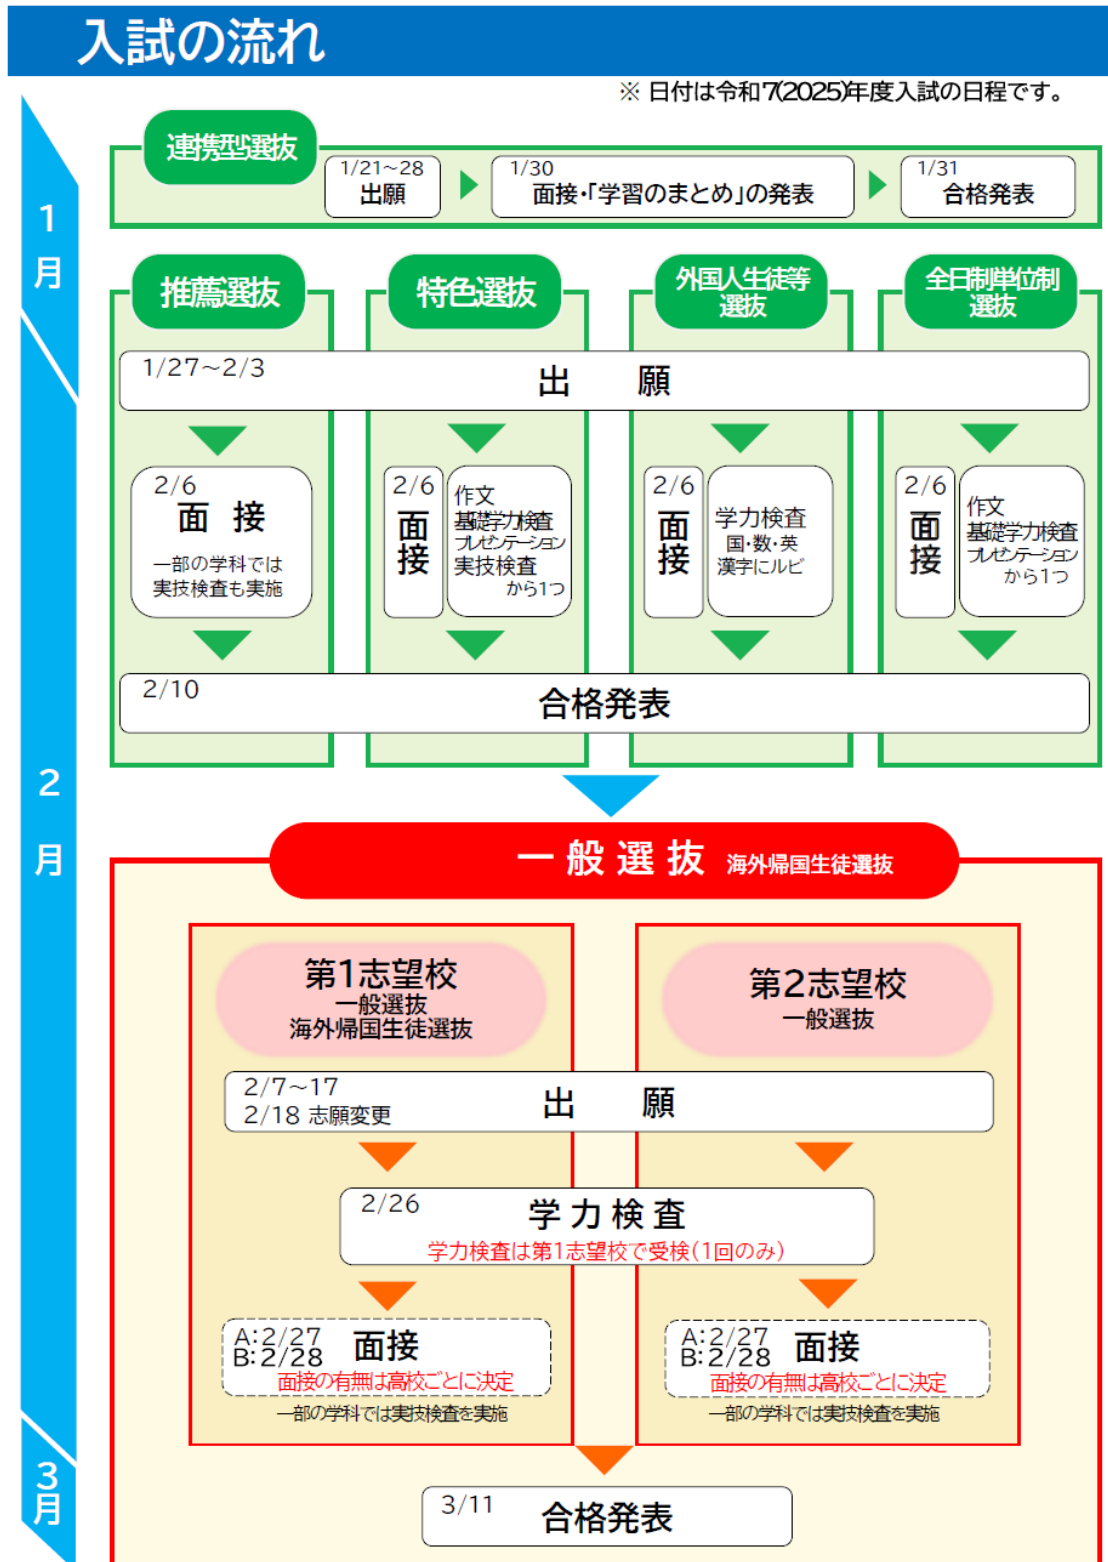 入試の流れ
※ 日付は令和7(2025)年度入試の日程です。
1月
連携型選抜
1/21～28
出願
1/30
面接・「学習のまとめ」の発表
1/31
合格発表
推薦選抜
特色選抜
外国人生徒等
選抜
全日制単位制
選抜
1/27～2/3
出 願
2/6
面 接
一部の学科では
実技検査も実施
2/6
面接
作文
基礎学力検査
プレゼンテーション
実技検査
から1つ
2/6
面接
学力検査
国・数・英
漢字にルビ
2/6
面接
作文
基礎学力検査
プレゼンテーション
から1つ
2/10
合格発表
2月
一般選抜 海外帰国生徒選抜
第1志望校
一般選抜
海外帰国生徒選抜
第2志望校
一般選抜
2/7～17
2/18 志願変更
出 願
2/26
学力検査
学力検査は第1志望校で受検(1回のみ)
A:2/27
B:2/28
面接
面接の有無は高校ごとに決定
一部の学科では実技検査を実施
A:2/27
B:2/28
面接
面接の有無は高校ごとに決定
一部の学科では実技検査を実施
3月
3/11
合格発表